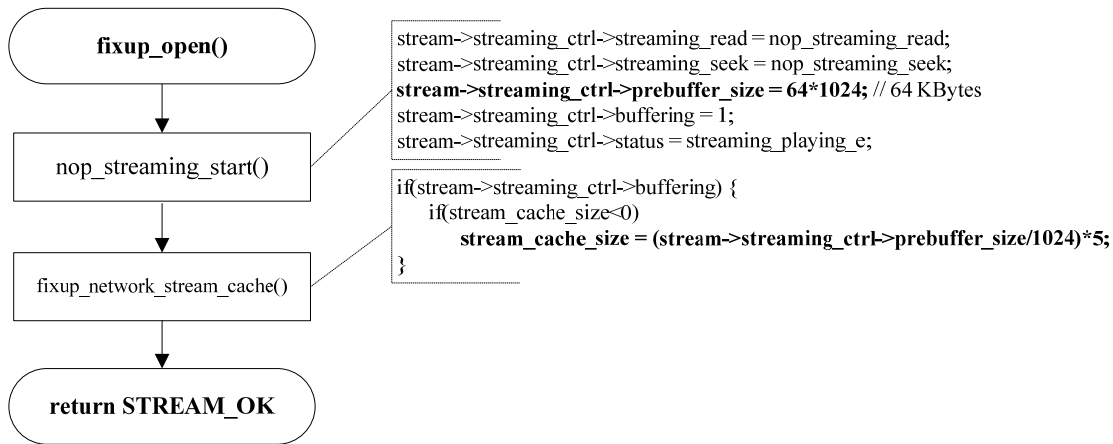 fixup_open()
stream->streaming_ctrl->streaming_read = nop_streaming_read;
stream->streaming_ctrl->streaming_seek = nop_streaming_seek;
stream->streaming_ctrl->prebuffer_size = 64*1024; // 64 KBytes
stream->streaming_ctrl->buffering = 1;
stream->streaming_ctrl->status = streaming_playing_e;
nop_streaming_start()
if(stream->streaming_ctrl->buffering) {
if(stream_cache_size<0)
stream_cache_size = (stream->streaming_ctrl->prebuffer_size/1024)*5;
}
fixup_network_stream_cache()
return STREAM_OK